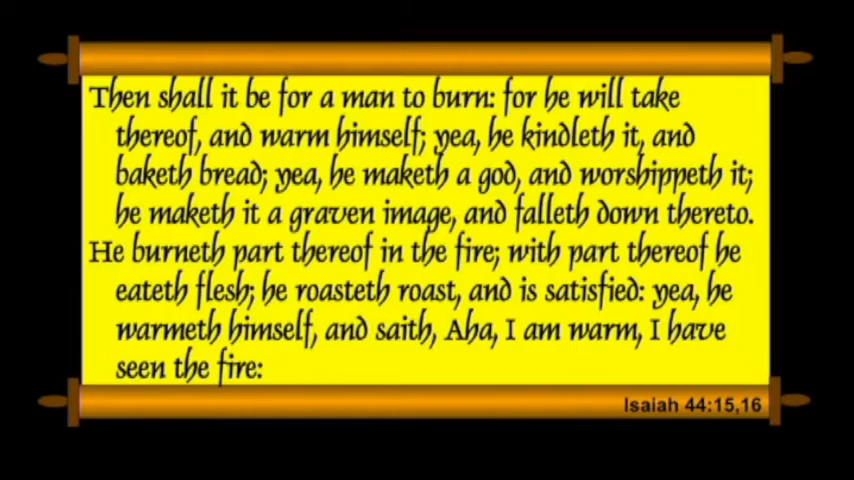 Then shall it be for a man to burn: for he will take
thereof, and warm himself; yea, he kindleth it, and
baketh bread; yea, he maketh a god, and worshippeth it;
he maketh it a graven image, and falleth down thereto.
He burneth part thereof in the fire; with part thereof he
eateth flesh; he roasteth roast, and is satisfied: yea, he
warmeth himself, and saith, Aha, I am warm, I have
seen the fire:
Isaiah 44:15,16